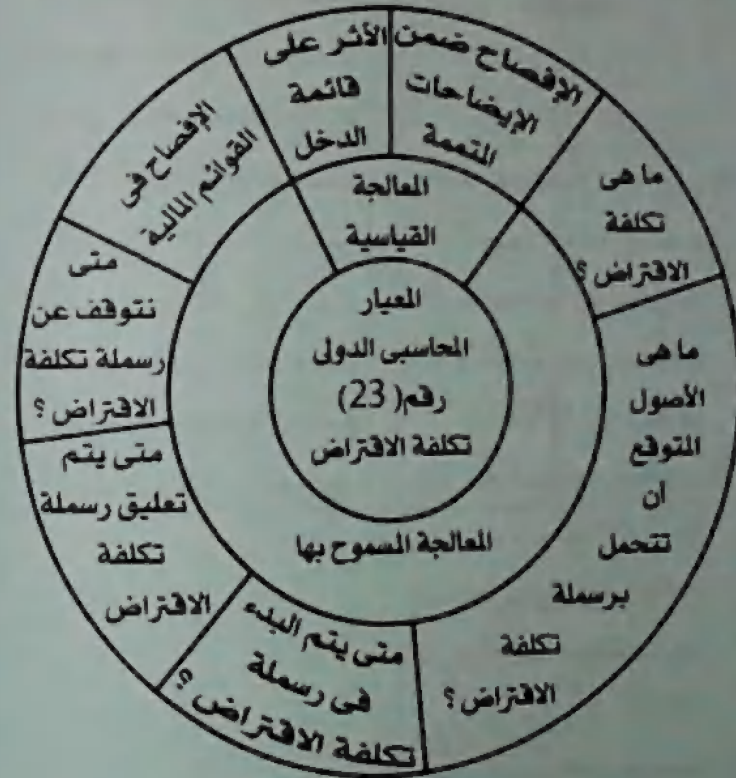 المعيار
المحاسبى الدولى
رقم( 23)
تكلفة الاقتراض
المعالجة
القياسية
المعالجة المسموح بها
الأثر على
قائمة
الدخل
الإفصاح ضمن
الإيضاحات
المتممة
ما هى
تكلفة
الاقتراض ؟
ما هى
الأصول
المتوقع
أن
تتحمل
برسملة
تكلفة
الاقتراض ؟
متى يتم البدء
فى رسملة
تكلفة الاقتراض ؟
متى يتم
تعليق رسملة
تكلفة
الاقتراض
متى
نتوقف عن
رسملة تكلفة
الاقتراض ؟
الإفصاح فى
القوائم المالية